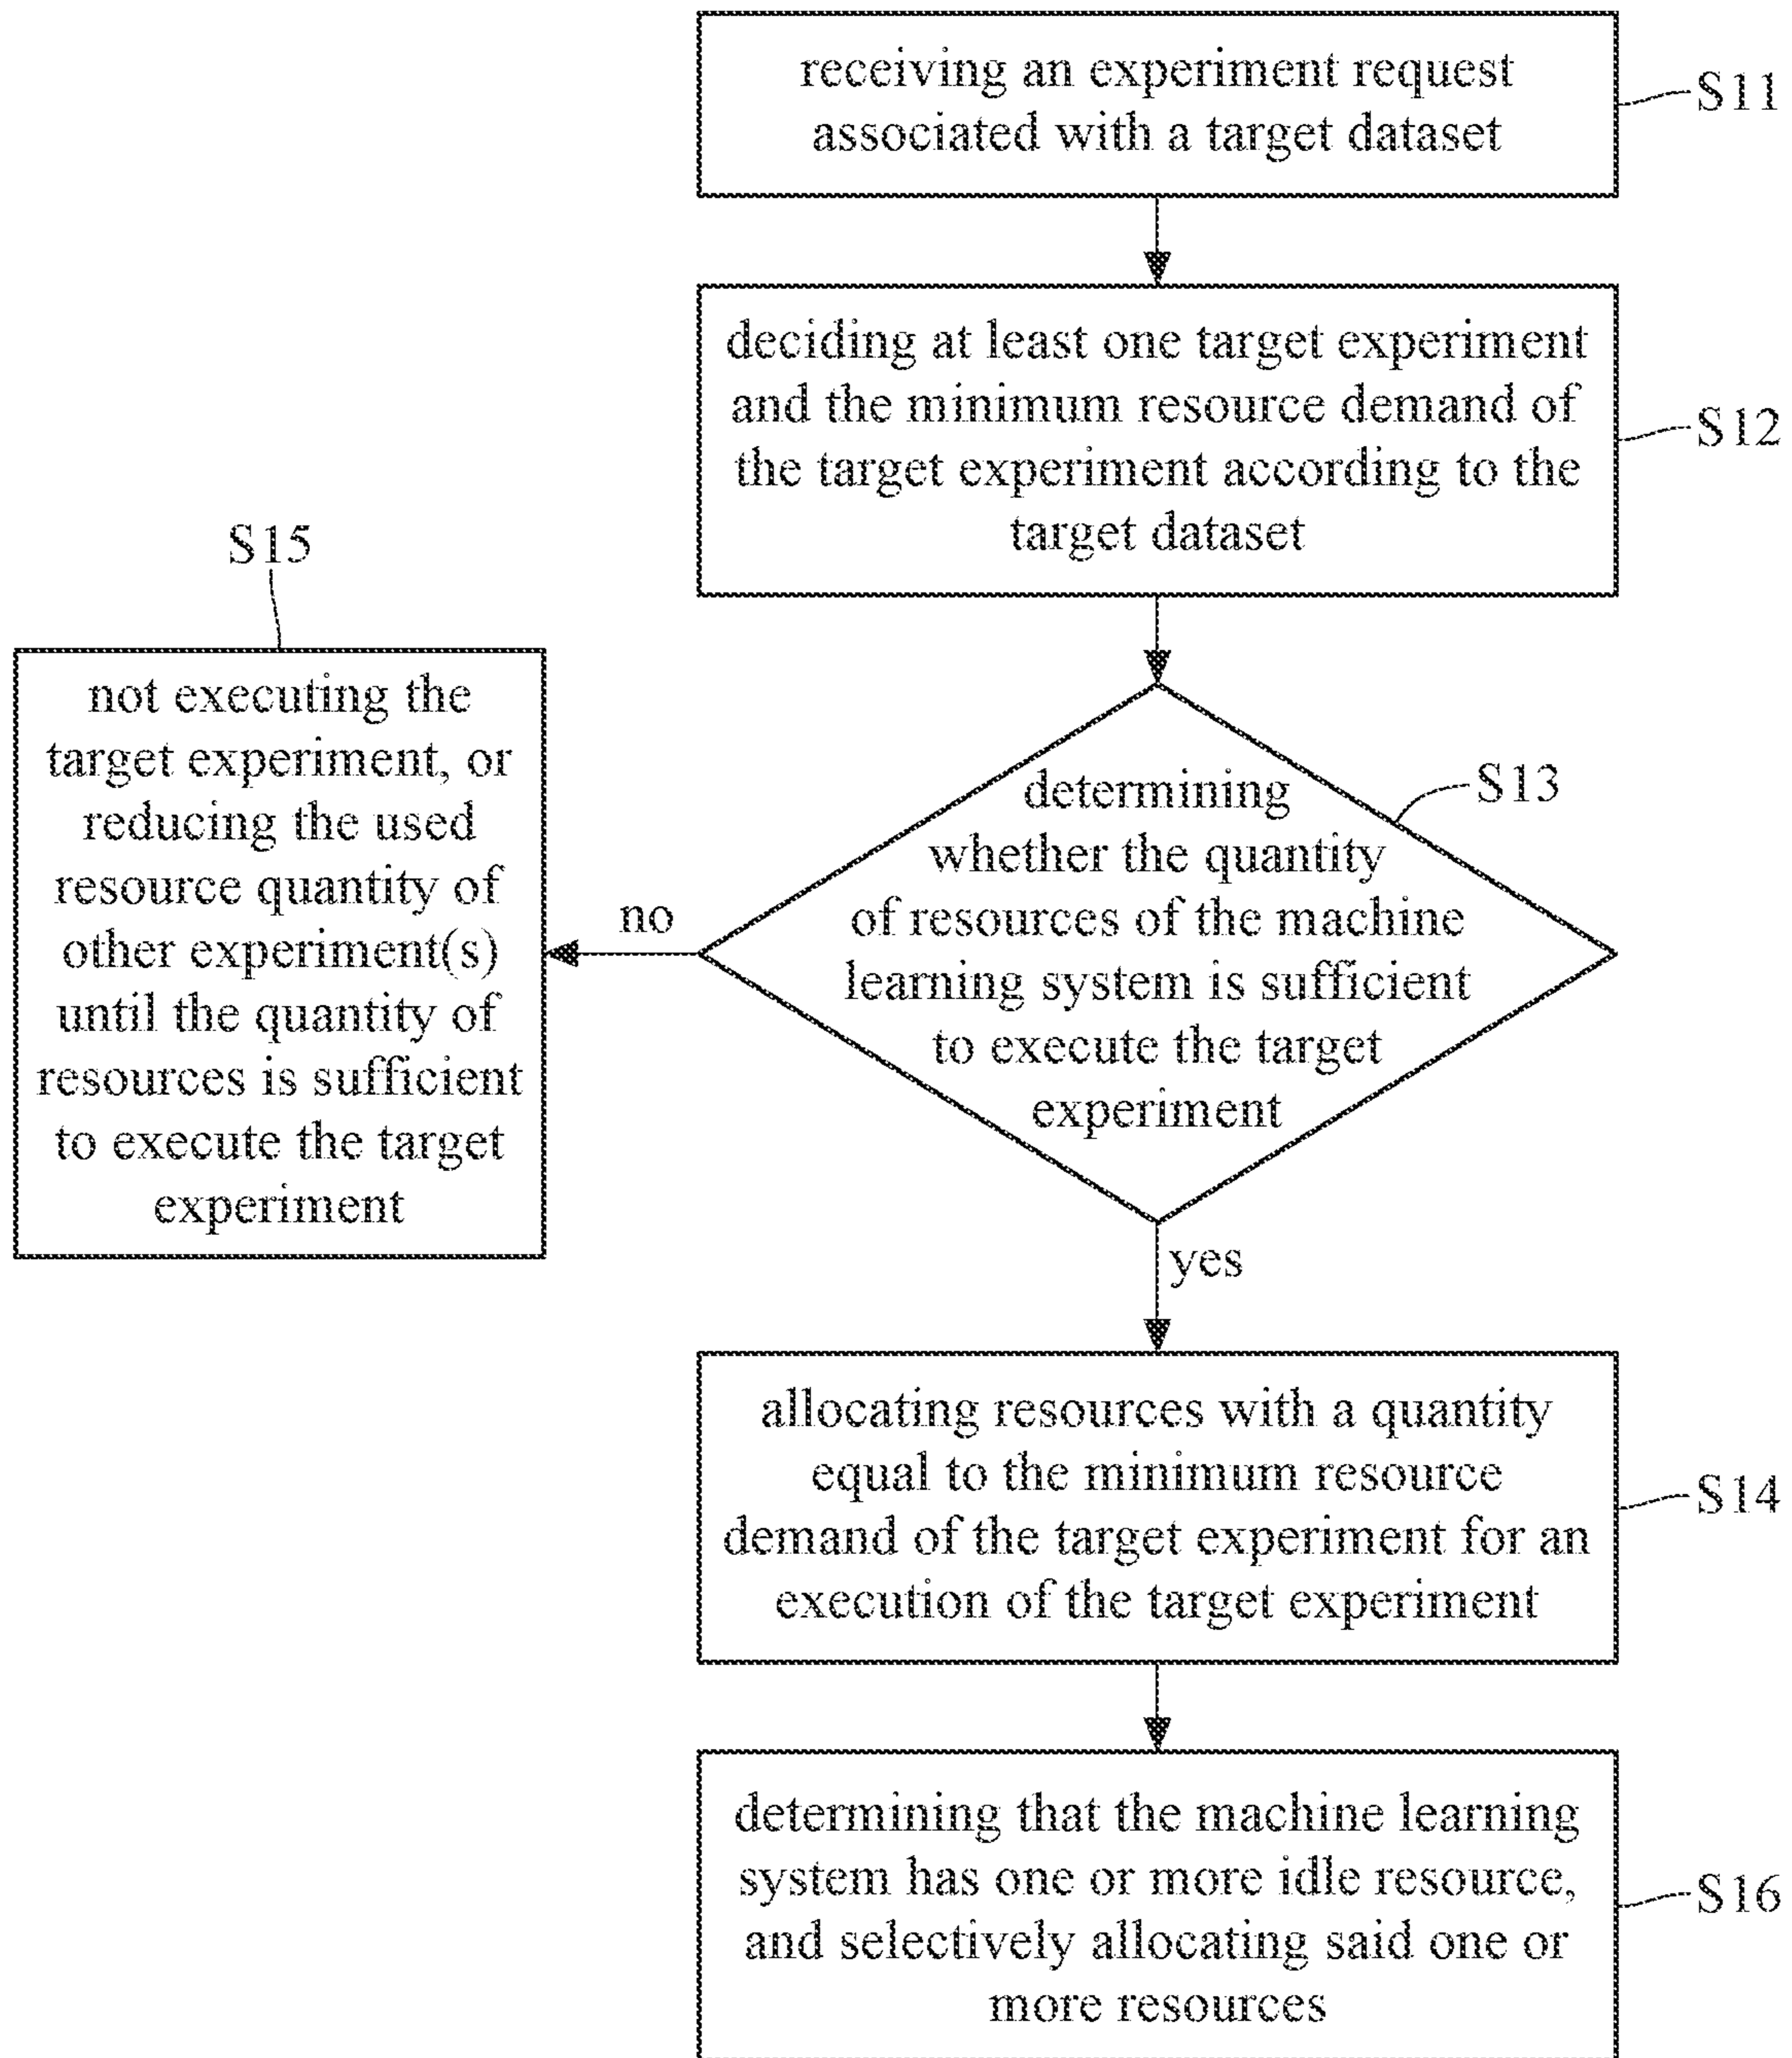 receiving an experiment request
associated with a target dataset
S11
deciding at least one target experiment
and the minimum resource demand of
the target experiment according to the
target dataset
S12
determining
whether the quantity
of resources of the machine
learning system is sufficient
to execute the target
experiment
S13
no
S15
not executing the
target experiment, or
reducing the used
resource quantity of
other experiment(s)
until the quantity of
resources is sufficient
to execute the target
experiment
yes
allocating resources with a quantity
equal to the minimum resource
demand of the target experiment for an
execution of the target experiment
S14
determining that the machine learning
system has one or more idle resource,
and selectively allocating said one or
more resources
S16